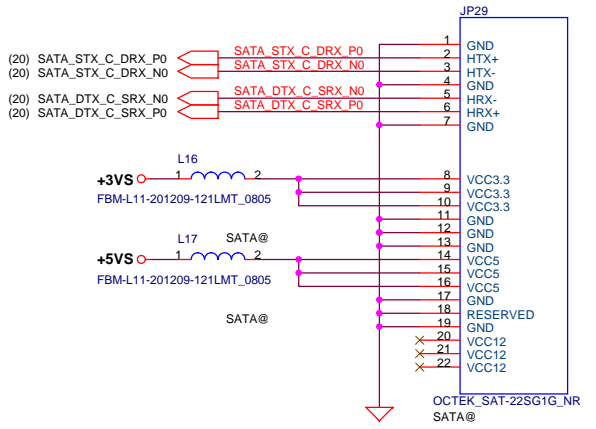 JP29
1 GND
(20) SATA_STX_C_DRX_P0 SATA_STX_C_DRX_P0 2 HTX+
(20) SATA_STX_C_DRX_N0 SATA_STX_C_DRX_N0 3 HTX-
4 GND
(20) SATA_DTX_C_SRX_N0 SATA_DTX_C_SRX_N0 5 HRX-
(20) SATA_DTX_C_SRX_P0 SATA_DTX_C_SRX_P0 6 HRX+
7 GND
L16
+3VS 1 2 8 VCC3.3
9 VCC3.3
FBM-L11-201209-121LMT_0805 10 VCC3.3
11 GND
12 GND
L17 SATA@ 13 GND
+5VS 1 2 14 VCC5
15 VCC5
FBM-L11-201209-121LMT_0805 16 VCC5
17 GND
SATA@ 18 RESERVED
19 GND
20 VCC12
21 VCC12
22 VCC12
OCTEK_SAT-22SG1G_NR
SATA@